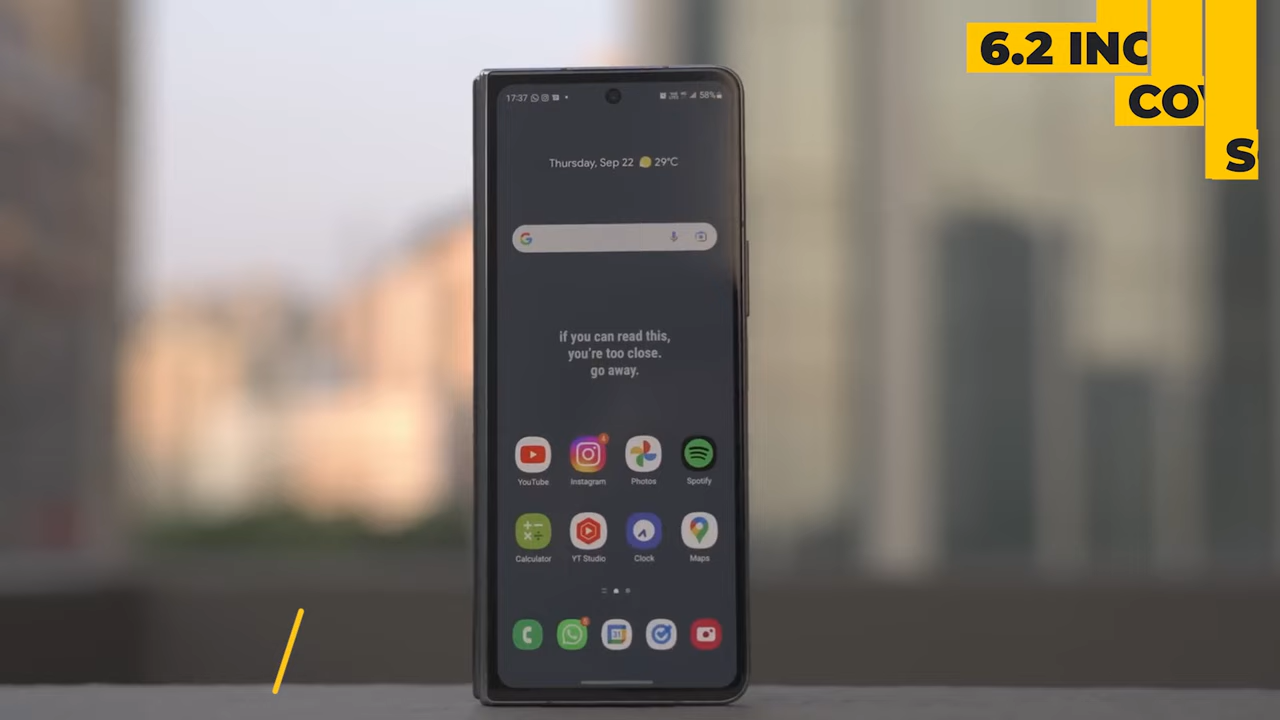 6.2 INC
CO
S
17:37
58%
Thursday, Sep 22 29°C
if you can read this,
you're too close.
go away.
YouTube Instagram Photos Spotify
Calculator YT Studio Clock Maps
31